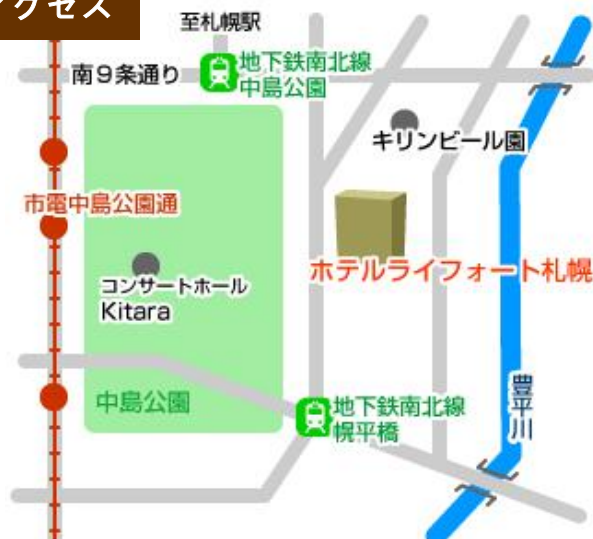 クセス
至札幌駅
南9条通り
地下鉄南北線
中島公園
キリンビール園
市電中島公園通
ホテルライフォート札幌
コンサートホール
Kitara
中島公園
地下鉄南北線
幌平橋
豊平川